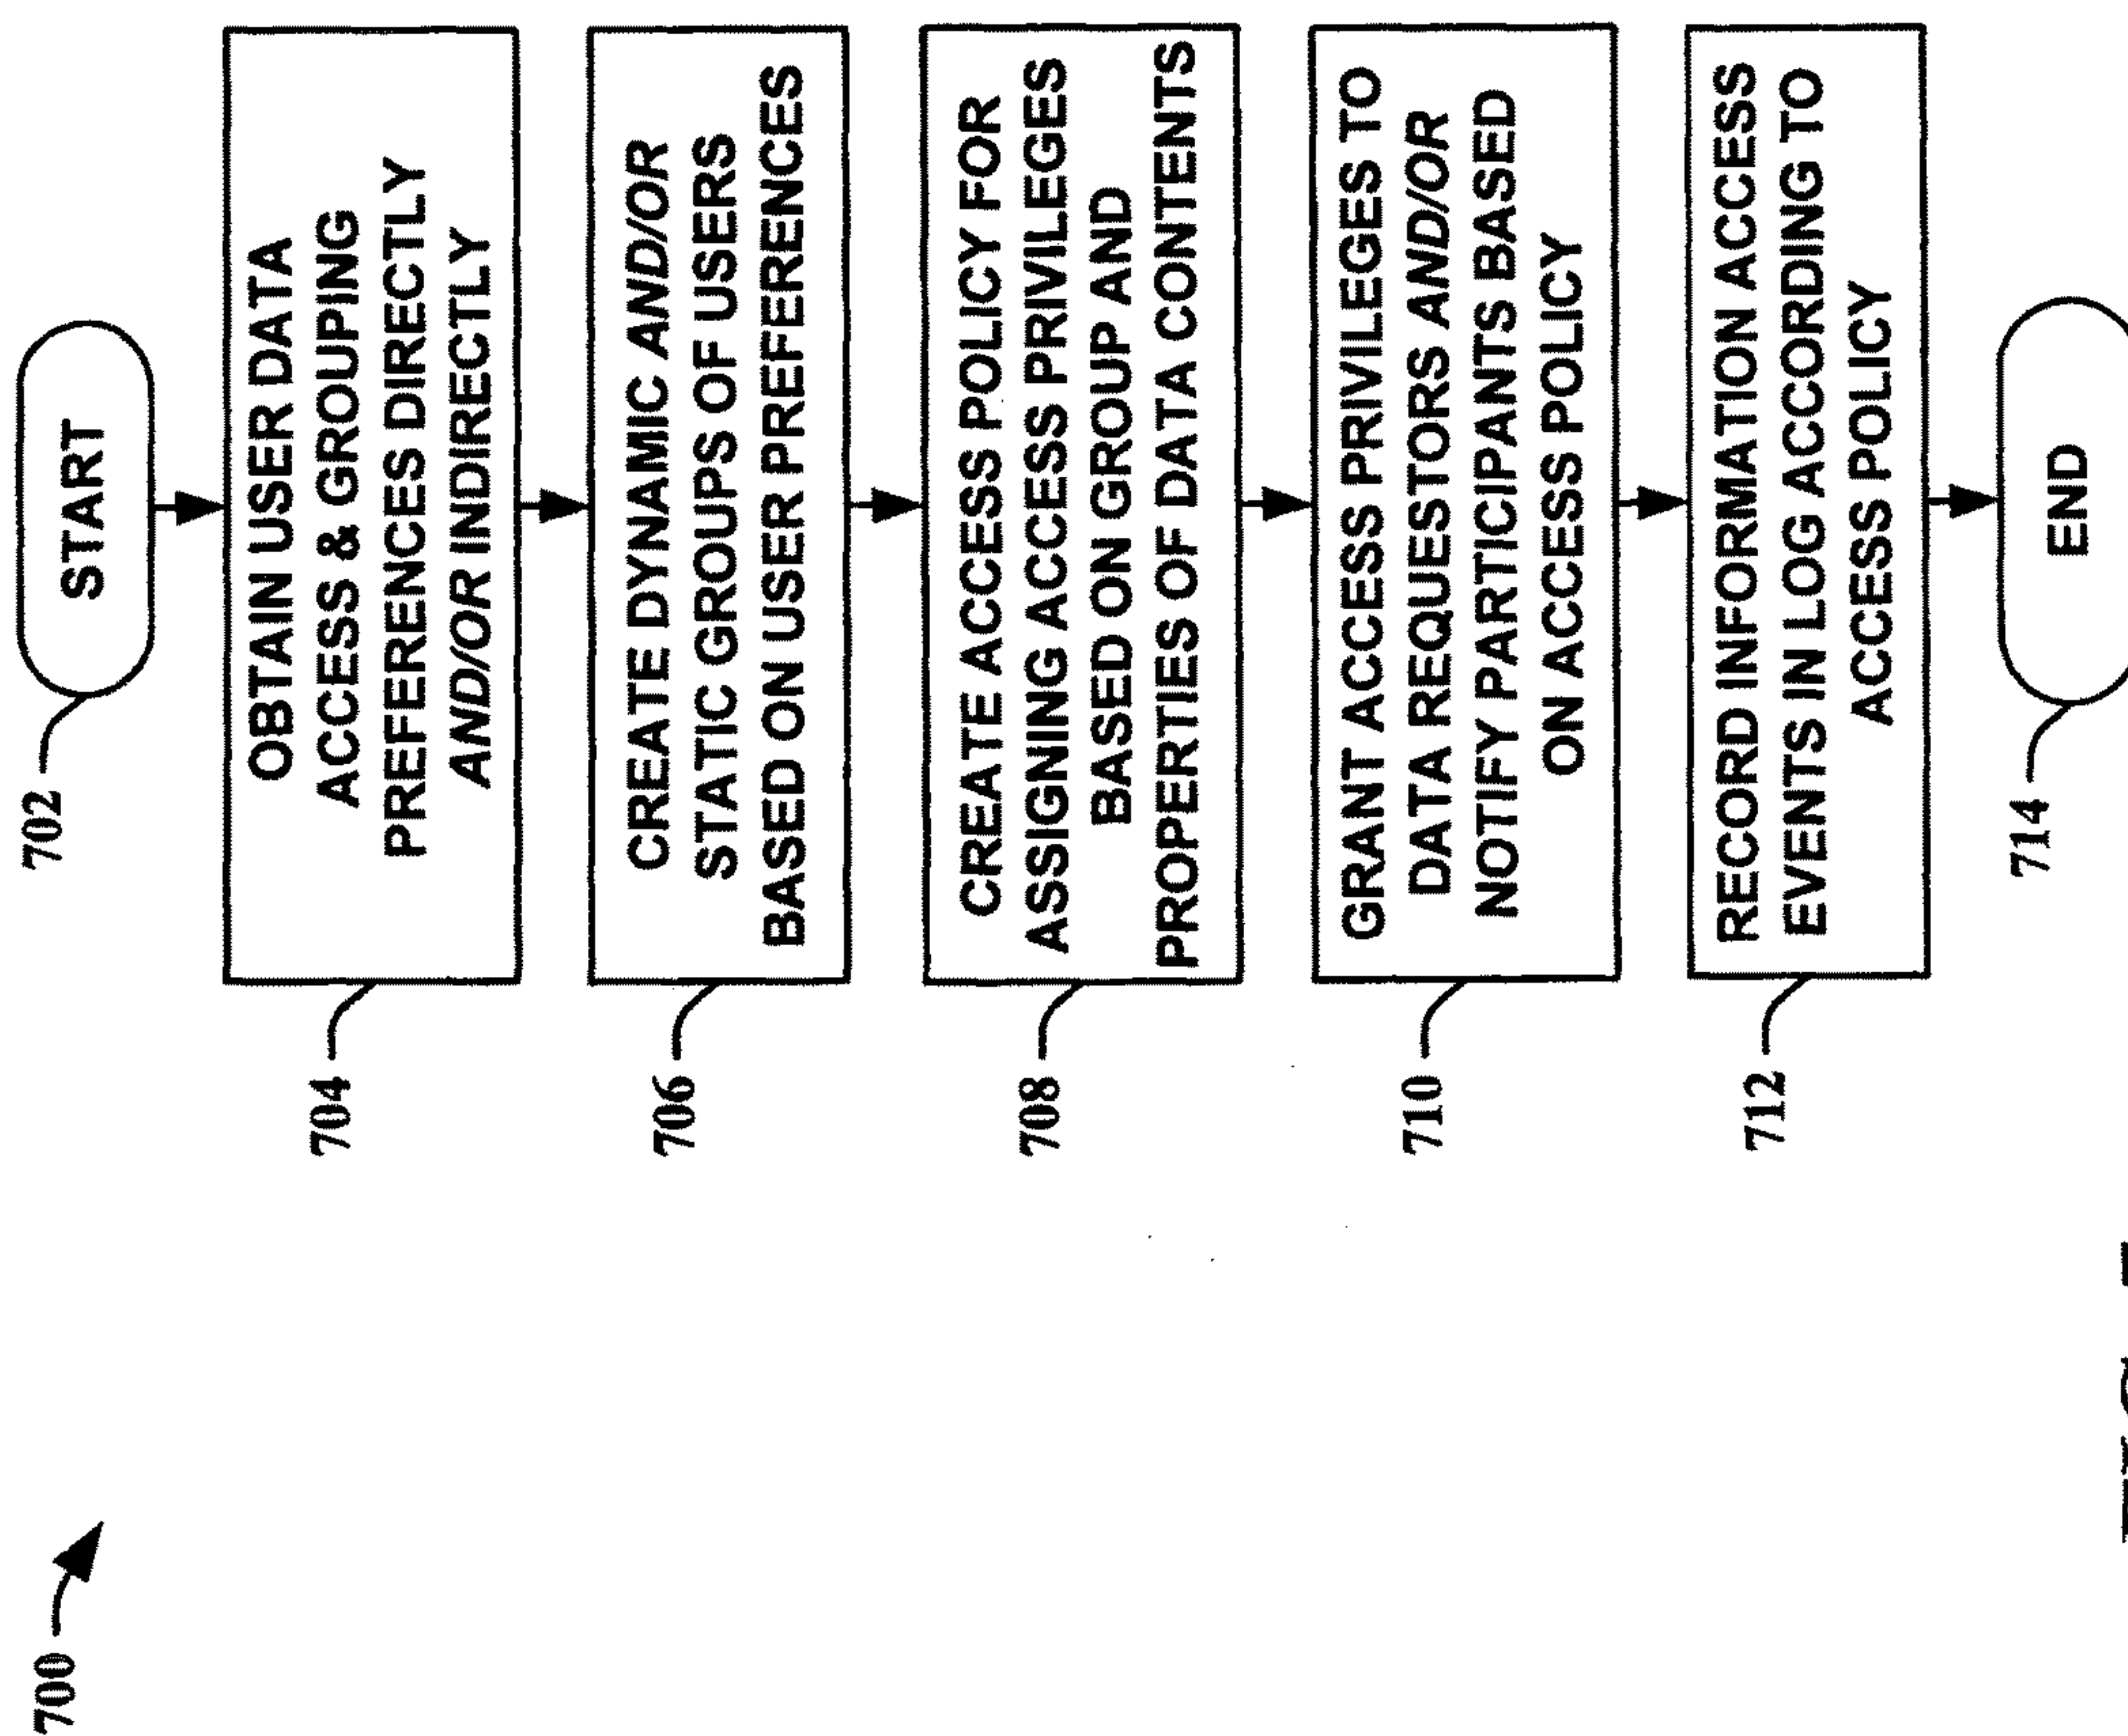 700
702
START
704
OBTAIN USER DATA
ACCESS & GROUPING
PREFERENCES DIRECTLY
AND/OR INDIRECTLY
706
CREATE DYNAMIC AND/OR
STATIC GROUPS OF USERS
BASED ON USER PREFERENCES
708
CREATE ACCESS POLICY FOR
ASSIGNING ACCESS PRIVILEGES
BASED ON GROUP AND
PROPERTIES OF DATA CONTENTS
710
GRANT ACCESS PRIVILEGES TO
DATA REQUESTORS AND/OR
NOTIFY PARTICIPANTS BASED
ON ACCESS POLICY
712
RECORD INFORMATION ACCESS
EVENTS IN LOG ACCORDING TO
ACCESS POLICY
714
END